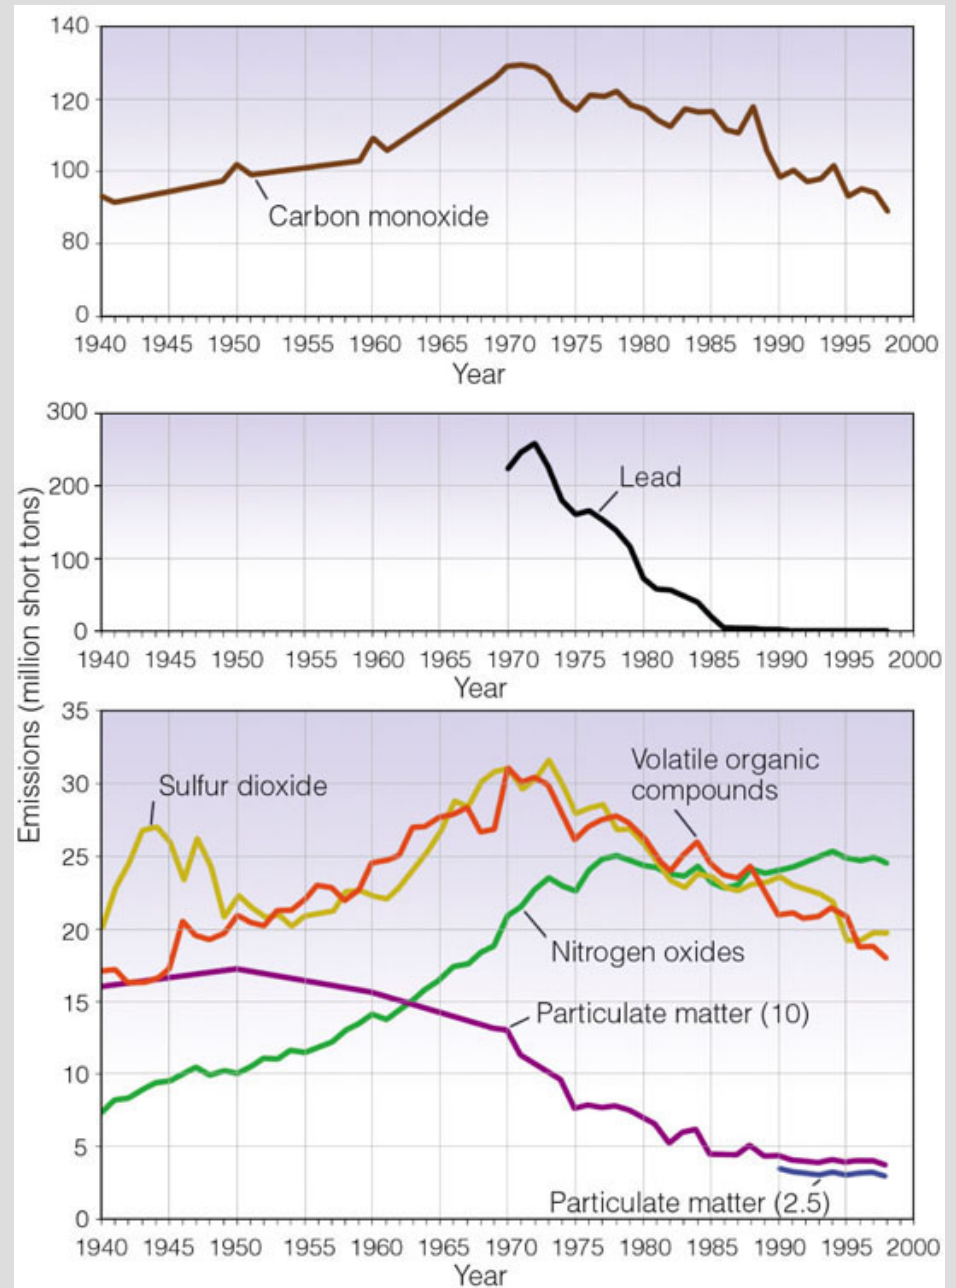 140
120
100
80
0
Carbon monoxide
1940 1945 1950 1955 1960 1965 1970 1975 1980 1985 1990 1995 2000
Year
Emissions (million short tons)
300
200
100
0
Lead
1940 1945 1950 1955 1960 1965 1970 1975 1980 1985 1990 1995 2000
Year
35
30
25
20
15
10
5
0
Sulfur dioxide
Volatile organic
compounds
Nitrogen oxides
Particulate matter (10)
Particulate matter (2.5)
1940 1945 1950 1955 1960 1965 1970 1975 1980 1985 1990 1995 2000
Year